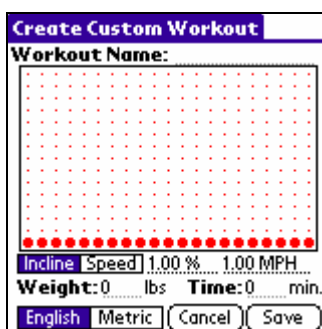 Create Custom Workout
Workout Name:
Incline Speed 1.00 % 1.00 MPH
Weight: 0 lbs Time: 0 min.
English Metric Cancel Save